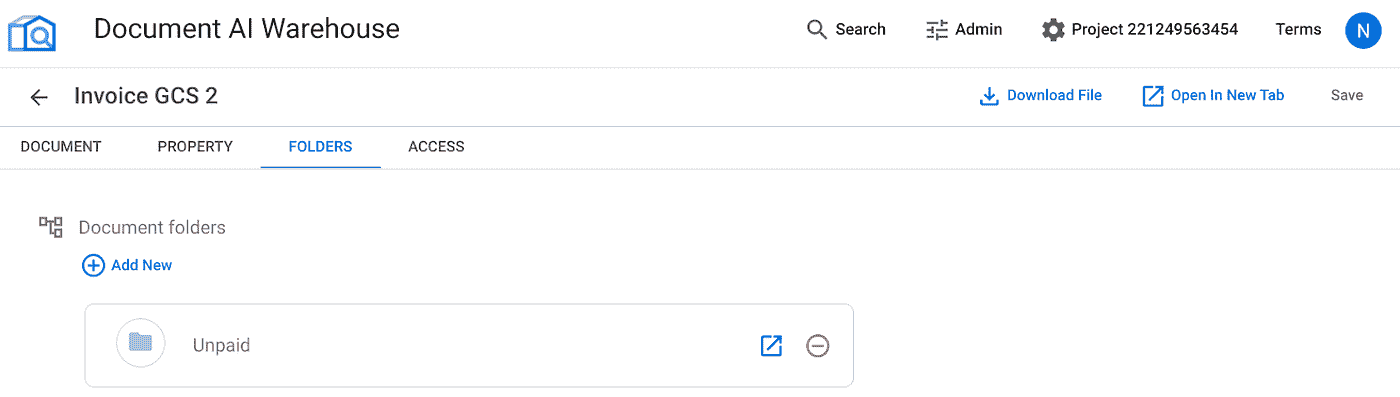 Document AI Warehouse
Search
Admin
Project 221249563454
Terms
N
Invoice GCS 2
Download File
Open In New Tab
Save
DOCUMENT
PROPERTY
FOLDERS
ACCESS
Document folders
Add New
Unpaid